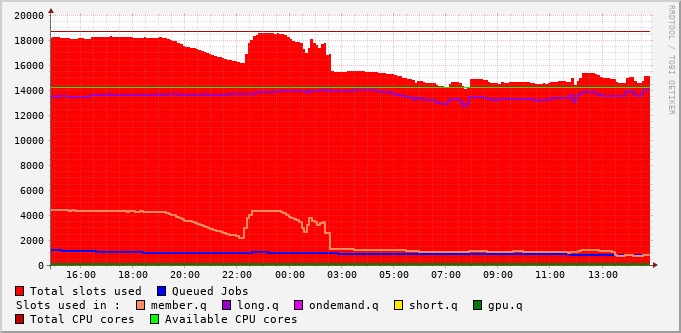 20000
18000
16000
14000
12000
10000
8000
6000
4000
2000
0
16:00 18:00 20:00 22:00 00:00 03:00 05:00 07:00 09:00 11:00 13:00
RRDTOOL / TOBI OETIKER
Total slots used Queued Jobs
Slots used in : member.q long.q ondemand.q short.q gpu.q
Total CPU cores Available CPU cores